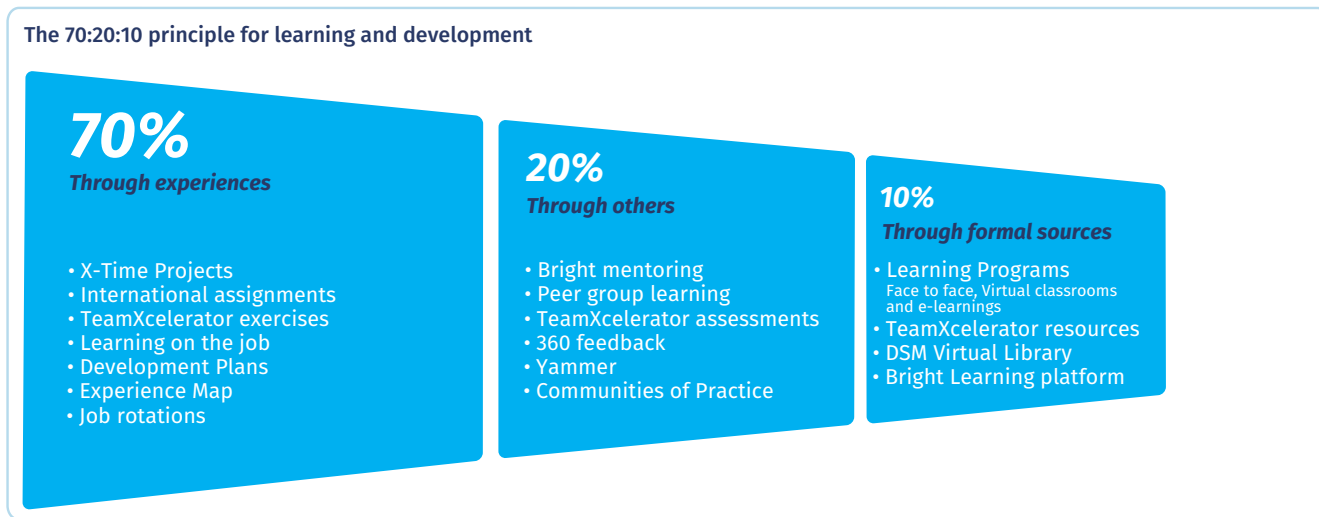 The 70:20:10 principle for learning and development
70%
Through experiences
• X-Time Projects
• International assignments
• TeamXcelerator exercises
• Learning on the job
• Development Plans
• Experience Map
• Job rotations
20%
Through others
• Bright mentoring
• Peer group learning
• TeamXcelerator assessments
• 360 feedback
• Yammer
• Communities of Practice
10%
Through formal sources
• Learning Programs
Face to face, Virtual classrooms
and e-learnings
• TeamXcelerator resources
• DSM Virtual Library
• Bright Learning platform